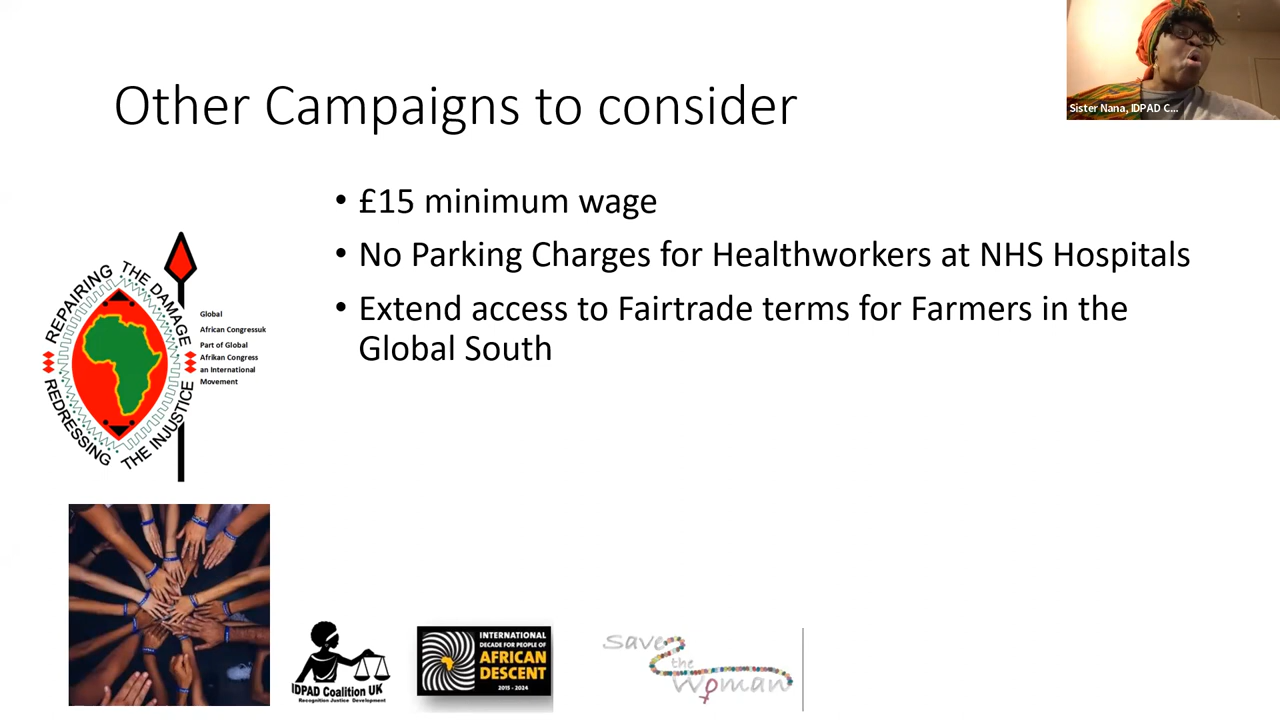 Other Campaigns to consider
Sister Nana, IDPAD C...
• £15 minimum wage
• No Parking Charges for Healthworkers at NHS Hospitals
• Extend access to Fairtrade terms for Farmers in the
Global South
REPAIRING THE DAMAGE
REDRESSING THE INJUSTICE
Global
African Congressuk
Part of Global
Afrikan Congress
an International
Movement
IDPAD Coalition UK
Recognition Justice Development
INTERNATIONAL
DECADE FOR PEOPLE OF
AFRICAN
DESCENT
2015 - 2024
save
the
woman